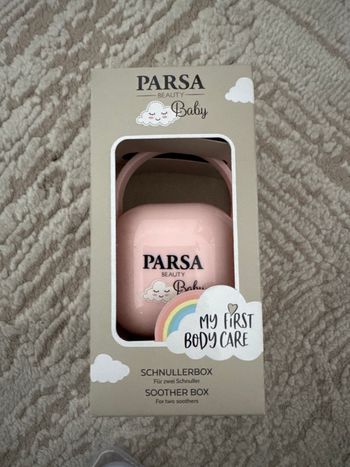 PARSA
BEAUTY
Baby
PARSA
BEAUTY
Baby
MY FIRST
BODY CARE
SCHNULLERBOX
Für zwei Schnuller
SOOTHER BOX
For two soothers